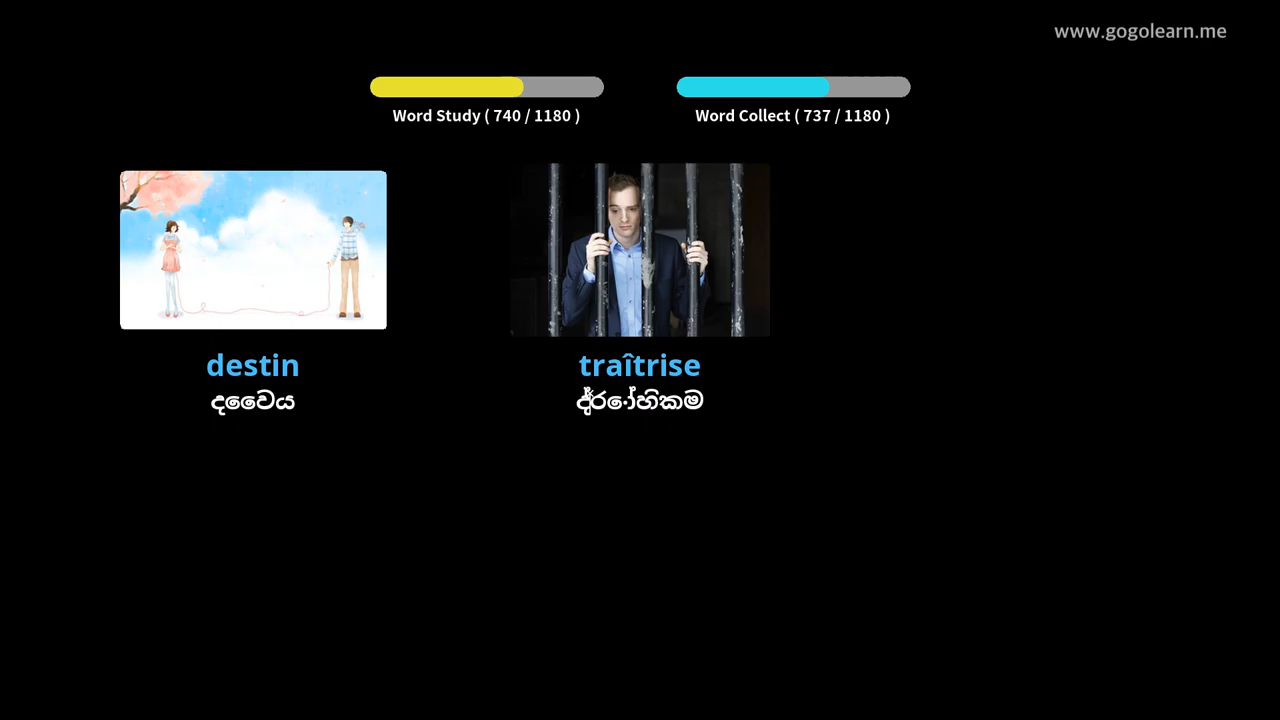 www.gogolearn.me
Word Study ( 740 / 1180 )
Word Collect ( 737 / 1180 )
destin
traîtrise
දෛවය
ද්‍රෝහිකම